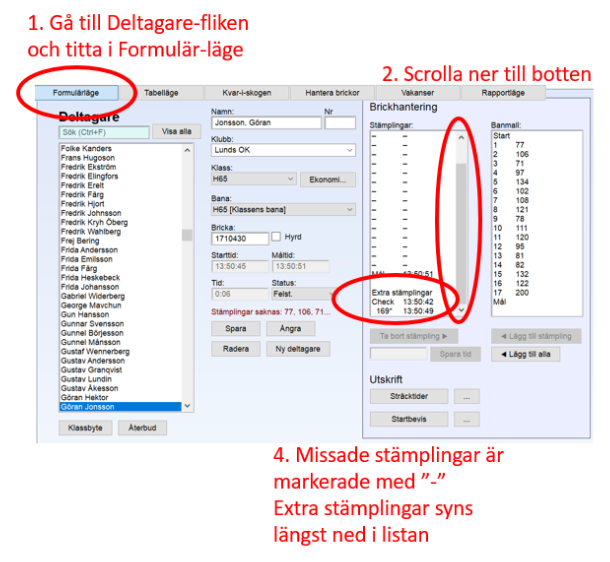 1. Gå till Deltagare-fliken
och titta i Formulär-läge
2. Scrolla ner till botten
Formulärläge
Tabelläge
Kvar-i-skogen
Hantera brickor
Vakanser
Rapportläge
Deltagare
Sök (Ctrl+F)
Visa alla
Folke Kanders
Frans Hugoson
Fredrik Ekström
Fredrik Elingfors
Fredrik Ereit
Fredrik Färg
Fredrik Hjort
Fredrik Johnsson
Fredrik Kryh Öberg
Fredrik Wahlberg
Frej Bering
Frida Andersson
Frida Emilsson
Frida Färg
Frida Heskebeck
Frida Johansson
Gabriel Widerberg
George Mavchun
Gun Hansson
Gunnar Svensson
Gunnel Börjesson
Gunnel Månsson
Gustaf Wennerberg
Gustav Andersson
Gustav Granqvist
Gustav Lundin
Gustav Åkesson
Göran Hektor
Göran Jonsson
Klassbyte
Återbud
Namn:
Nr
Jonsson, Göran
Klubb:
Lunds OK
Klass:
H65
Ekonomi...
Bana:
H65 [Klassens bana]
Bricka:
1710430
Hyrd
Starttid:
Måltid:
13:50:45
13:50:51
Tid:
Status:
0:06
Felst.
Stämplingar saknas: 77, 106, 71...
Spara
Ångra
Radera
Ny deltagare
Brickhantering
Stämplingar:
– –
– –
– –
– –
– –
– –
– –
– –
– –
– –
– –
– –
– –
– –
Mål 13:50:51
Extra stämplingar
Check 13:50:42
169* 13:50:49
Ta bort stämpling
Spara tid
Banmall:
Start
1 77
2 106
3 71
4 97
5 134
6 102
7 108
8 121
9 78
10 111
11 120
12 95
13 81
14 82
15 132
16 122
17 200
Mål
Lägg till stämpling
Lägg till alla
Utskrift
Sträcktider
...
Startbevis
...
4. Missade stämplingar är
markerade med ”-”
Extra stämplingar syns
längst ned i listan